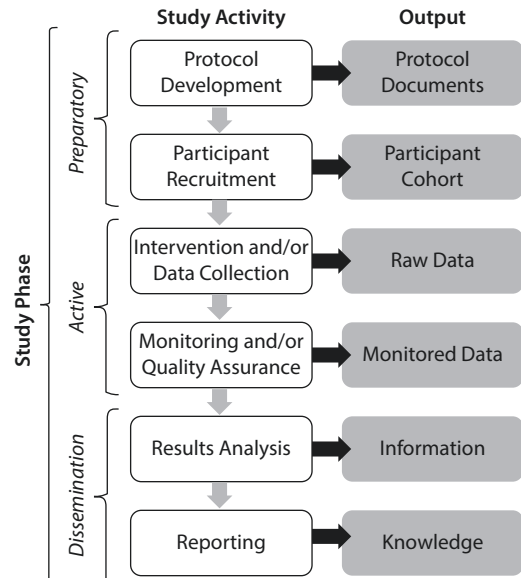 Study Activity
Output
Study Phase
Preparatory
Protocol
Development
Protocol
Documents
Participant
Recruitment
Participant
Cohort
Active
Intervention and/or
Data Collection
Raw Data
Monitoring and/or
Quality Assurance
Monitored Data
Dissemination
Results Analysis
Information
Reporting
Knowledge